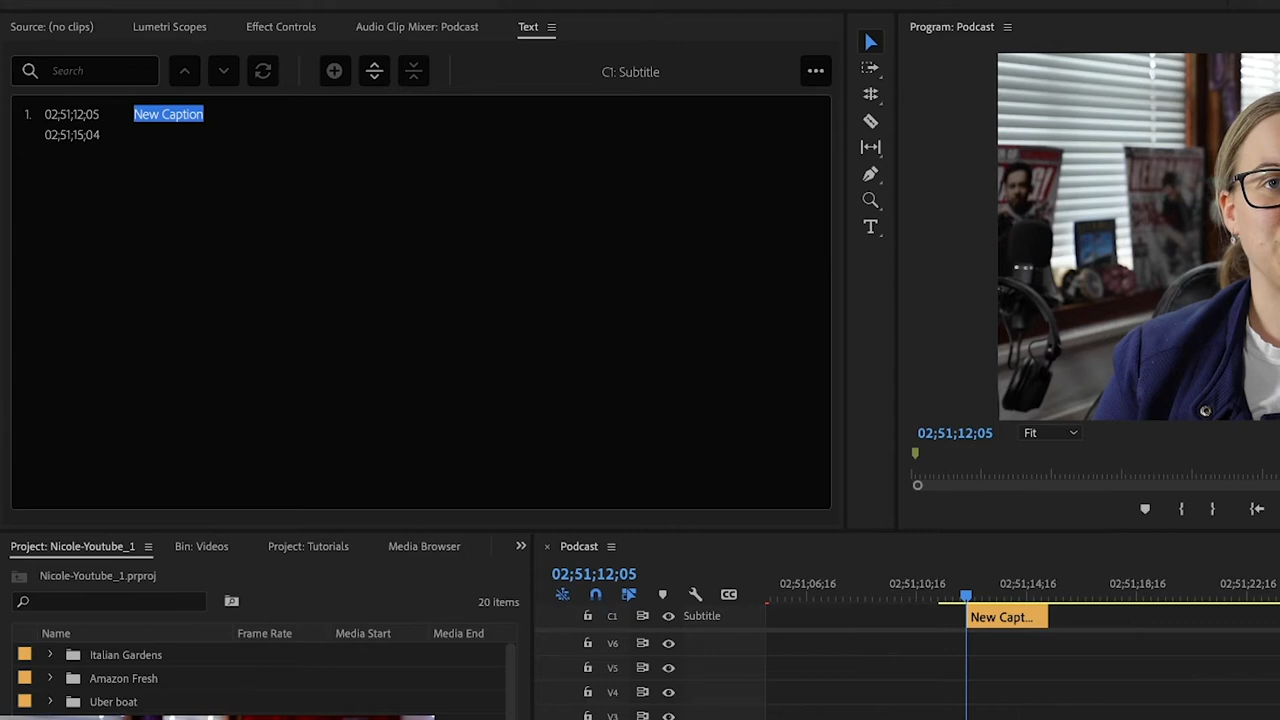 Source: (no clips) Lumetri Scopes Effect Controls Audio Clip Mixer: Podcast Text Program: Podcast
Search C1: Subtitle
1. 02;51;12;05 New Caption
02;51;15;04
02;51;12;05 Fit
Project: Nicole-Youtube_1 Bin: Videos Project: Tutorials Media Browser Podcast
Nicole-Youtube_1.prproj 02;51;12;05
20 items 02;51;06;16 02;51;10;16 02;51;14;16 02;51;18;16 02;51;22;16
C1 Subtitle New Capt...
Name Frame Rate Media Start Media End V6
Italian Gardens V5
Amazon Fresh V4
Uber boat V3